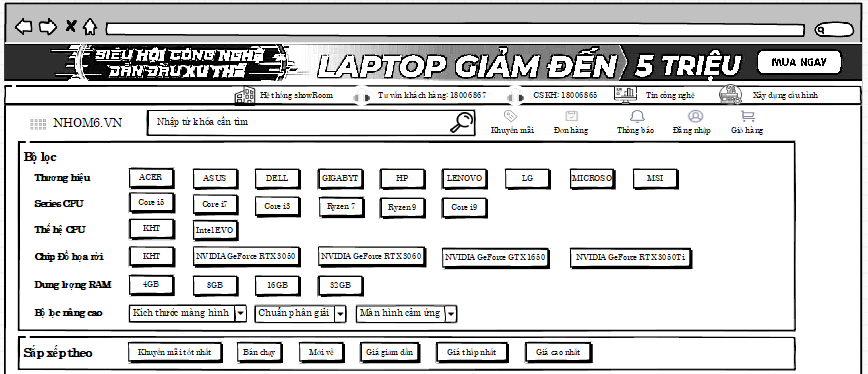 SIÊU HỘI CÔNG NGHỆ
DẪN ĐẦU XU THẾ
LAPTOP GIẢM ĐẾN 5 TRIỆU
MUA NGAY
Hệ thống showRoom
Tư vấn khách hàng: 18006867
CSKH: 18006865
Tin công nghệ
Xây dựng cấu hình
NHOM6.VN
Nhập từ khóa cần tìm
Khuyến mãi
Đơn hàng
Thông báo
Đăng nhập
Giỏ hàng
Bộ lọc
Thương hiệu ACER ASUS DELL GIGABYT HP LENOVO LG MICROSO MSI
Series CPU Core i5 Core i7 Core i3 Ryzen 7 Ryzen 9 Core i9
Thế hệ CPU KHT Intel EVO
Chip Đồ họa rời KHT NVIDIA GeForce RTX 3050 NVIDIA GeForce RTX 3060 NVIDIA GeForce GTX 1650 NVIDIA GeForce RTX 3050Ti
Dung lượng RAM 4GB 8GB 16GB 32GB
Bộ lọc nâng cao Kích thước màng hình Chuẩn phân giải Màn hình cảm ứng
Sắp xếp theo Khuyến mãi tốt nhất Bán chạy Mới về Giá giảm dần Giá thấp nhất Giá cao nhất